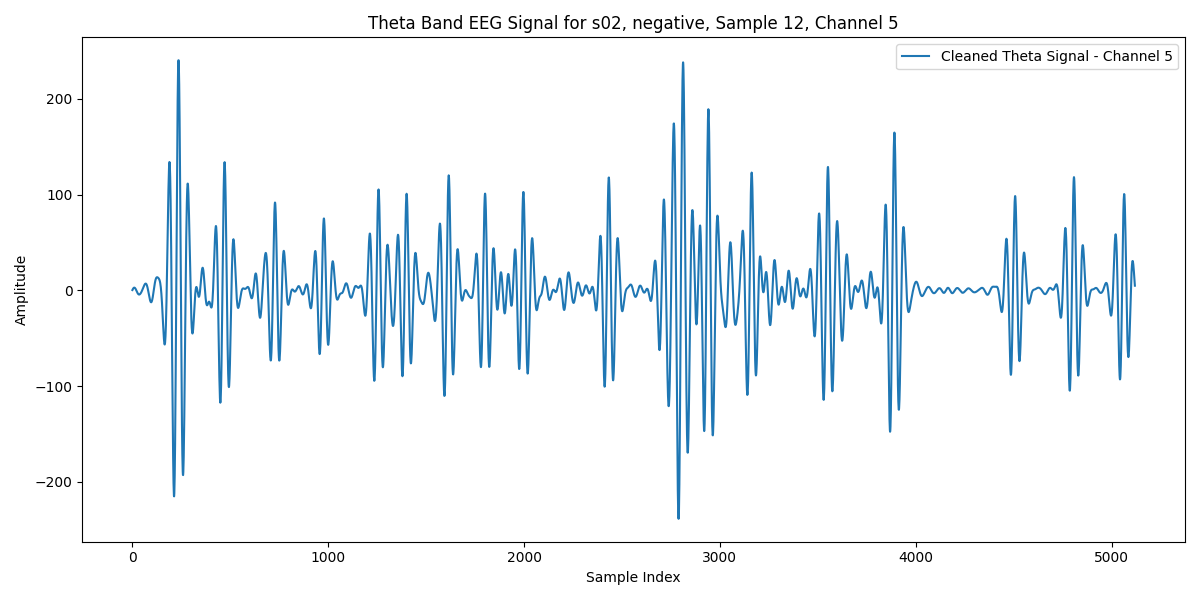 Theta Band EEG Signal for s02, negative, Sample 12, Channel 5
Cleaned Theta Signal - Channel 5
Amplitude
200
100
0
−100
−200
0 1000 2000 3000 4000 5000
Sample Index